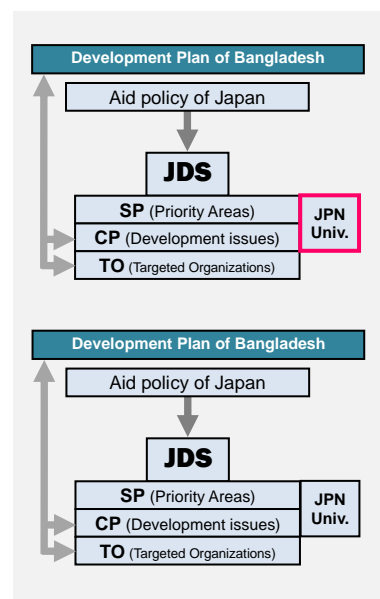 Development Plan of Bangladesh
Aid policy of Japan
JDS
SP (Priority Areas)
JPN
Univ.
CP (Development issues)
TO (Targeted Organizations)
Development Plan of Bangladesh
Aid policy of Japan
JDS
SP (Priority Areas)
JPN
Univ.
CP (Development issues)
TO (Targeted Organizations)